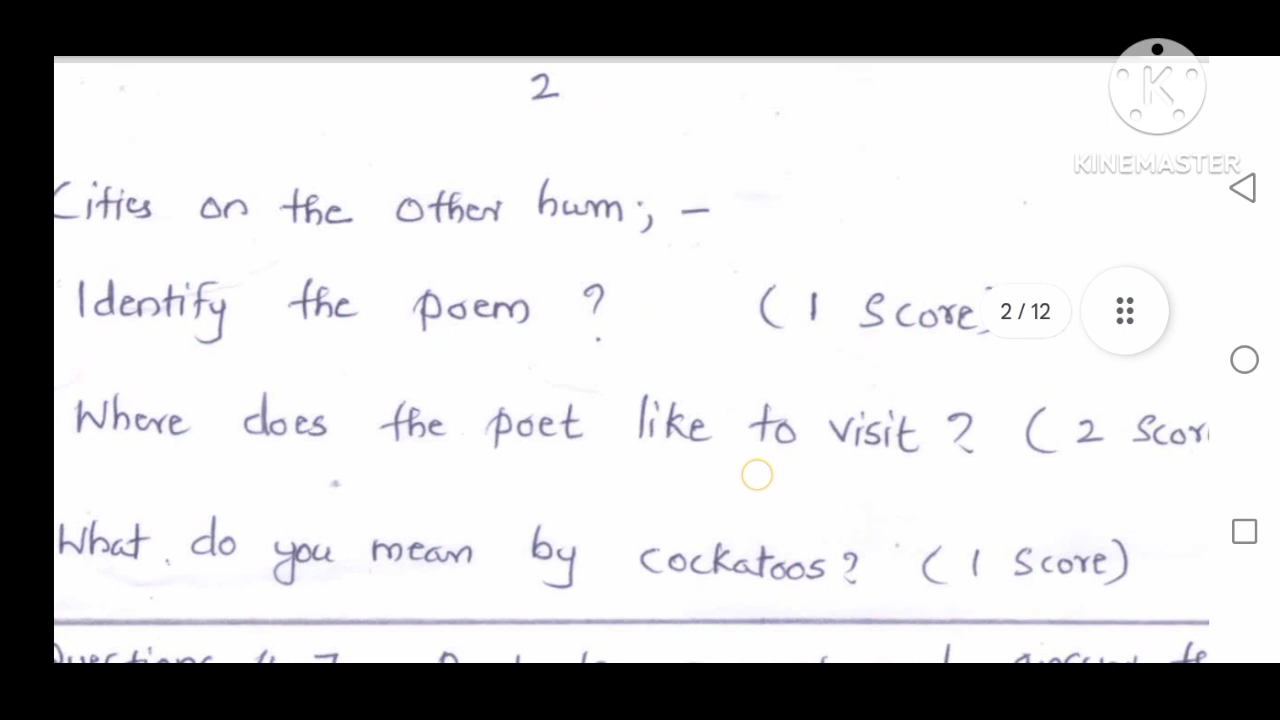 2
KINEMASTER
Cities on the other hum; -
Identify the poem ? (1 Score)
2 / 12
Where does the poet like to visit ? (2 Scor
What do you mean by cockatoos? (1 Score)